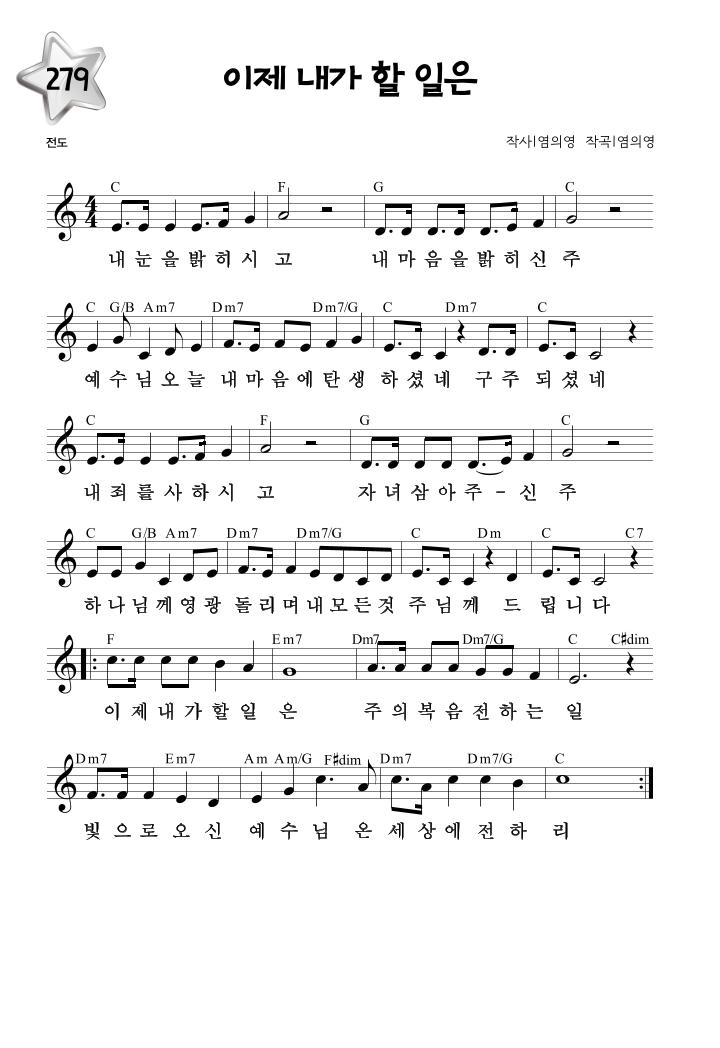 279
이제 내가 할 일은
전도
작사|염의영 작곡|염의영
C F G C
내 눈 을 밝 히 시 고 내 마 음 을 밝 히 신 주
C G/B Am7 Dm7 Dm7/G C Dm7 C
예 수 님 오 늘 내 마 음 에 탄 생 하 셨 네 구 주 되 셨 네
C F G C
내 죄 를 사 하 시 고 자 녀 삼 아 주 - 신 주
C G/B Am7 Dm7 Dm7/G C Dm C C7
하 나 님 께 영 광 돌 리 며 내 모 든 것 주 님 께 드 립 니 다
F Em7 Dm7 Dm7/G C C#dim
이 제 내 가 할 일 은 주 의 복 음 전 하 는 일
Dm7 Em7 Am Am/G F#dim Dm7 Dm7/G C
빛 으 로 오 신 예 수 님 온 세 상 에 전 하 리